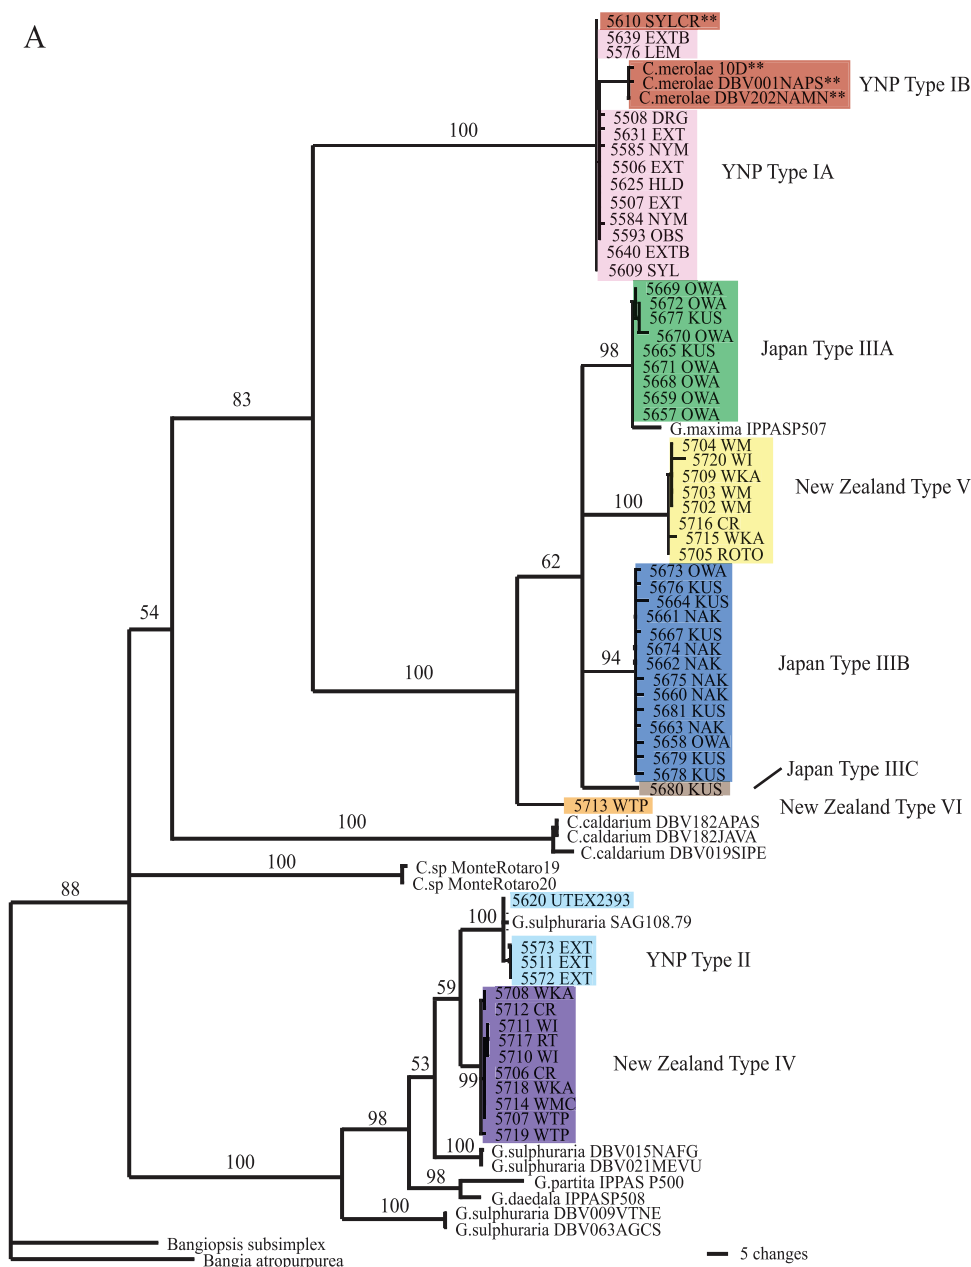 A
5610 SYLCR**
5639 EXTB
5576 LEM
C.merolae 10D**
C.merolae DBV001NAPS**
C.merolae DBV202NAMN**
YNP Type IB
5508 DRG
5631 EXT
5585 NYM
5506 EXT
5625 HLD
5507 EXT
5584 NYM
5593 OBS
5640 EXTB
5609 SYL
YNP Type IA
100
5669 OWA
5672 OWA
5677 KUS
5670 OWA
5665 KUS
5671 OWA
5668 OWA
5659 OWA
5657 OWA
G.maxima IPPASP507
Japan Type IIIA
98
83
5704 WM
5720 WI
5709 WKA
5703 WM
5702 WM
5716 CR
5715 WKA
5705 ROTO
New Zealand Type V
100
62
5673 OWA
5676 KUS
5664 KUS
5661 NAK
5667 KUS
5674 NAK
5662 NAK
5675 NAK
5660 NAK
5681 KUS
5663 NAK
5658 OWA
5679 KUS
5678 KUS
Japan Type IIIB
94
54
100
5680 KUS
Japan Type IIIC
5713 WTP
New Zealand Type VI
C.caldarium DBV182APAS
C.caldarium DBV182JAVA
C.caldarium DBV019SIPE
100
C.sp MonteRotaro19
C.sp MonteRotaro20
100
88
5620 UTEX2393
G.sulphuraria SAG108.79
5573 EXT
5511 EXT
5572 EXT
YNP Type II
100
59
5708 WKA
5712 CR
5711 WI
5717 RT
5710 WI
5706 CR
5718 WKA
5714 WMC
5707 WTP
5719 WTP
New Zealand Type IV
99
53
98
G.sulphuraria DBV015NAFG
G.sulphuraria DBV021MEVU
100
G.partita IPPAS P500
G.daedala IPPASP508
98
100
G.sulphuraria DBV009VTNE
G.sulphuraria DBV063AGCS
100
Bangiopsis subsimplex
Bangia atropurpurea
5 changes